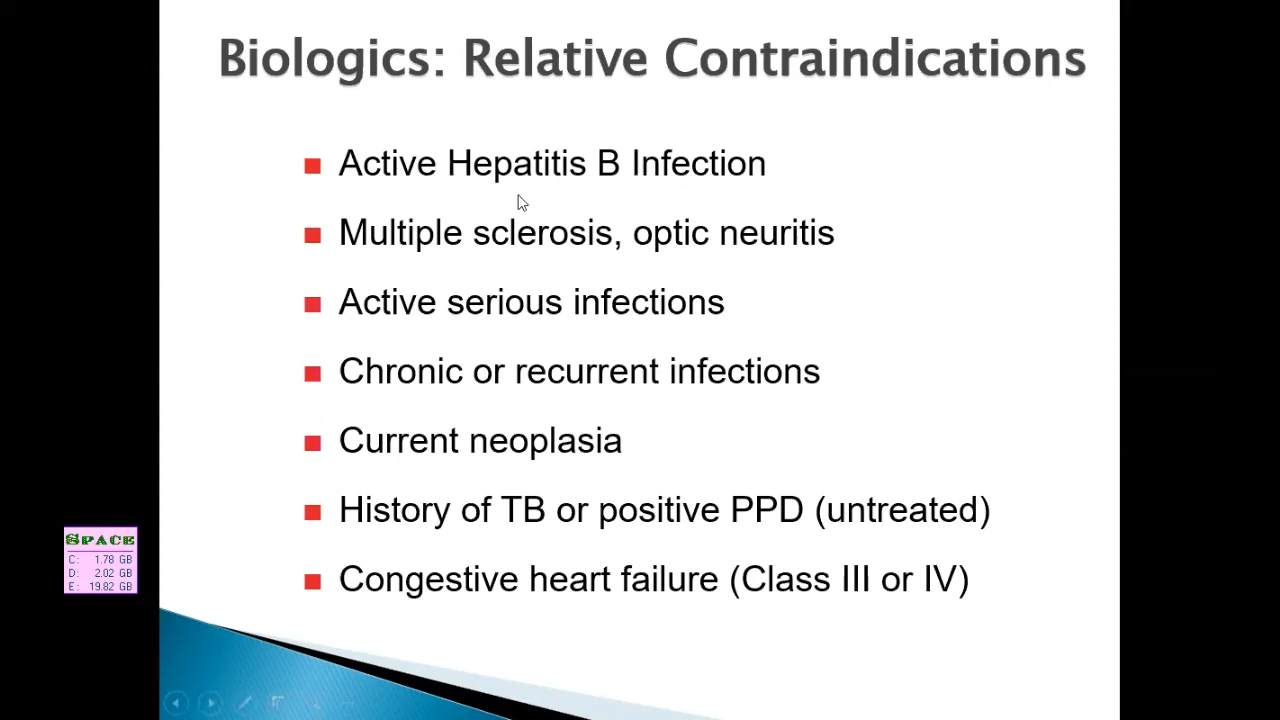 Biologics: Relative Contraindications
Active Hepatitis B Infection
Multiple sclerosis, optic neuritis
Active serious infections
Chronic or recurrent infections
Current neoplasia
History of TB or positive PPD (untreated)
Congestive heart failure (Class III or IV)
SPACE
C: 1.78 GB
D: 2.02 GB
E: 19.82 GB